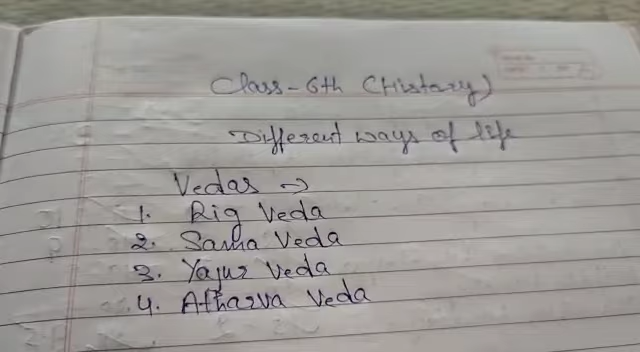 Class-6th (History)
Different ways of life
Vedas →
1. Rig Veda
2. Sama Veda
3. Yajur Veda
4. Atharva Veda